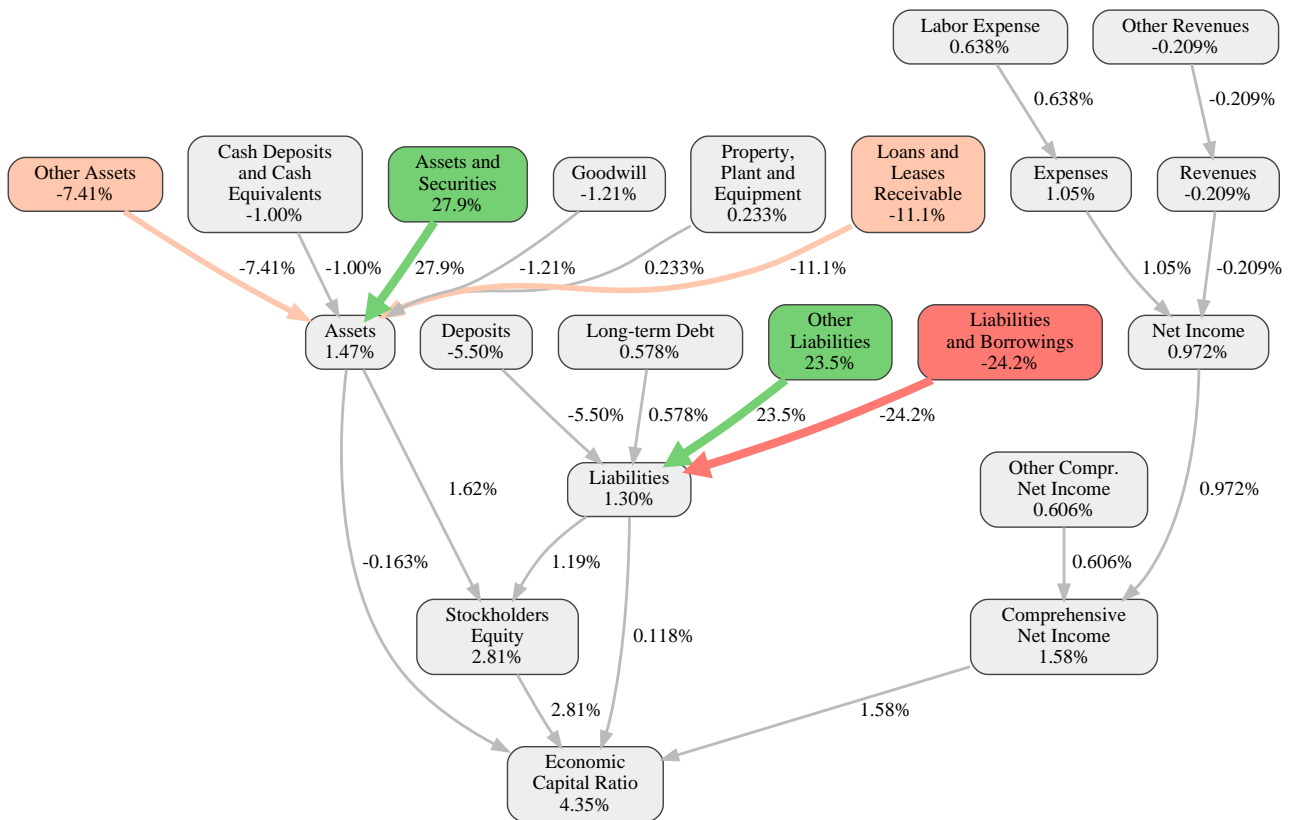 Labor Expense
0.638%
Other Revenues
-0.209%
0.638%
-0.209%
Other Assets
-7.41%
Cash Deposits
and Cash
Equivalents
-1.00%
Assets and
Securities
27.9%
Goodwill
-1.21%
Property,
Plant and
Equipment
0.233%
Loans and
Leases
Receivable
-11.1%
Expenses
1.05%
Revenues
-0.209%
-7.41%
-1.00%
27.9%
-1.21%
0.233%
-11.1%
1.05%
-0.209%
Assets
1.47%
Deposits
-5.50%
Long-term Debt
0.578%
Other
Liabilities
23.5%
Liabilities
and Borrowings
-24.2%
Net Income
0.972%
-5.50%
0.578%
23.5%
-24.2%
1.62%
Liabilities
1.30%
Other Compr.
Net Income
0.606%
0.972%
-0.163%
1.19%
0.606%
Stockholders
Equity
2.81%
0.118%
Comprehensive
Net Income
1.58%
2.81%
1.58%
Economic
Capital Ratio
4.35%